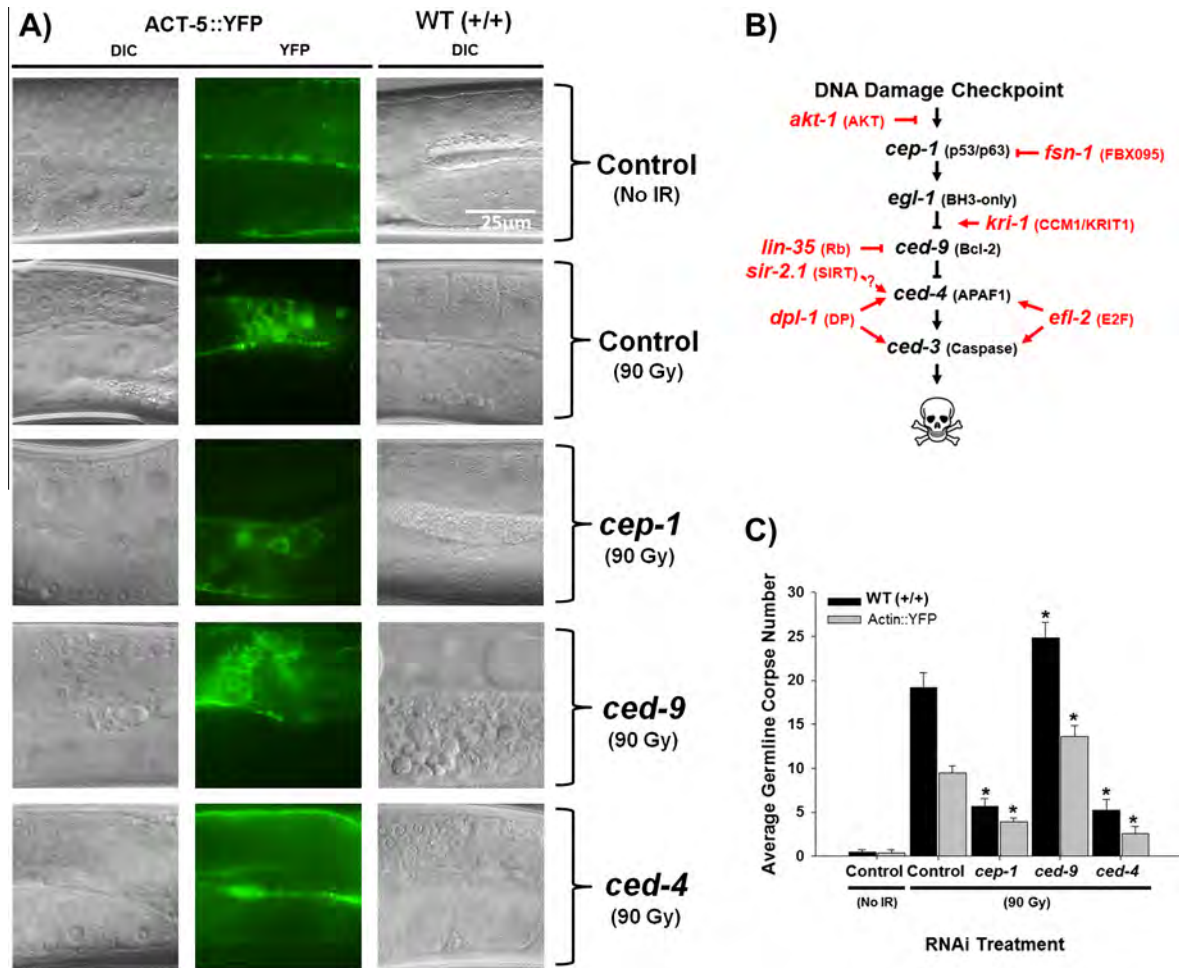 A)
ACT-5::YFP
WT (+/+)
DIC
YFP
DIC
Control
(No IR)
25µm
Control
(90 Gy)
cep-1
(90 Gy)
ced-9
(90 Gy)
ced-4
(90 Gy)
B)
DNA Damage Checkpoint
akt-1 (AKT)
cep-1 (p53/p63) fsn-1 (FBX095)
egl-1 (BH3-only)
kri-1 (CCM1/KRIT1)
lin-35 (Rb) ced-9 (Bcl-2)
sir-2.1 (SIRT) ?
ced-4 (APAF1)
dpl-1 (DP) efl-2 (E2F)
ced-3 (Caspase)
C)
Average Germline Corpse Number
30
25
20
15
10
5
0
WT (+/+)
Actin::YFP
* * * * * *
Control Control cep-1 ced-9 ced-4
(No IR) (90 Gy)
RNAi Treatment